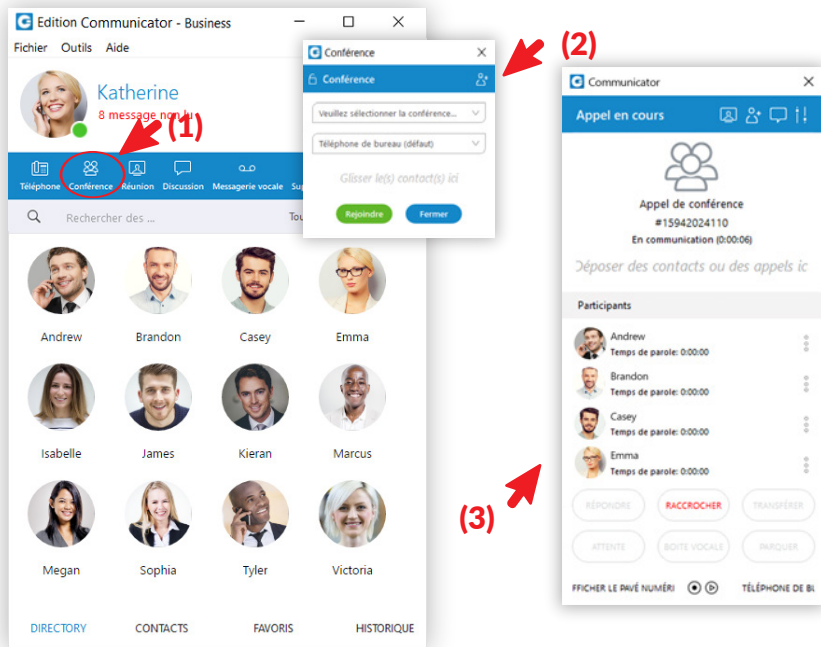 Edition Communicator - Business
Fichier Outils Aide
Katherine
8 message non lu
(1)
Téléphone Conférence Réunion Discussion Messagerie vocale
Rechercher des ...
Andrew Brandon Casey Emma
Isabelle James Kieran Marcus
Megan Sophia Tyler Victoria
DIRECTORY CONTACTS FAVORIS HISTORIQUE
Conférence
(2)
Conférence
Veuillez sélectionner la conférence...
Téléphone de bureau (défaut)
Glisser le(s) contact(s) ici
Rejoindre Fermer
Communicator
Appel en cours
Appel de conférence
#15942024110
En communication (0:00:06)
Déposer des contacts ou des appels ic
Participants
Andrew
Temps de parole: 0:00:00
Brandon
Temps de parole: 0:00:00
Casey
Temps de parole: 0:00:00
Emma
Temps de parole: 0:00:00
(3)
RÉPONDRE RACCROCHER TRANSFÉRER
ATTENTE BOITE VOCALE PARQUER
FFICHER LE PAVÉ NUMÉRI TÉLÉPHONE DE BU